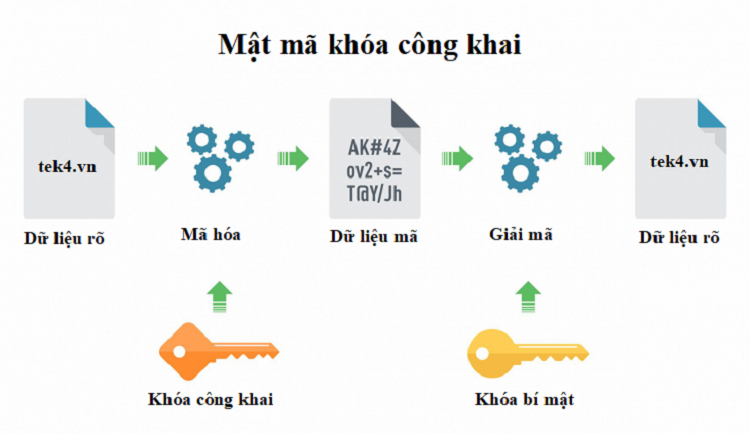 Mật mã khóa công khai
tek4.vn
AK#4Z
ov2+s=
T@Y/Jh
tek4.vn
Dữ liệu rõ
Mã hóa
Dữ liệu mã
Giải mã
Dữ liệu rõ
Khóa công khai
Khóa bí mật